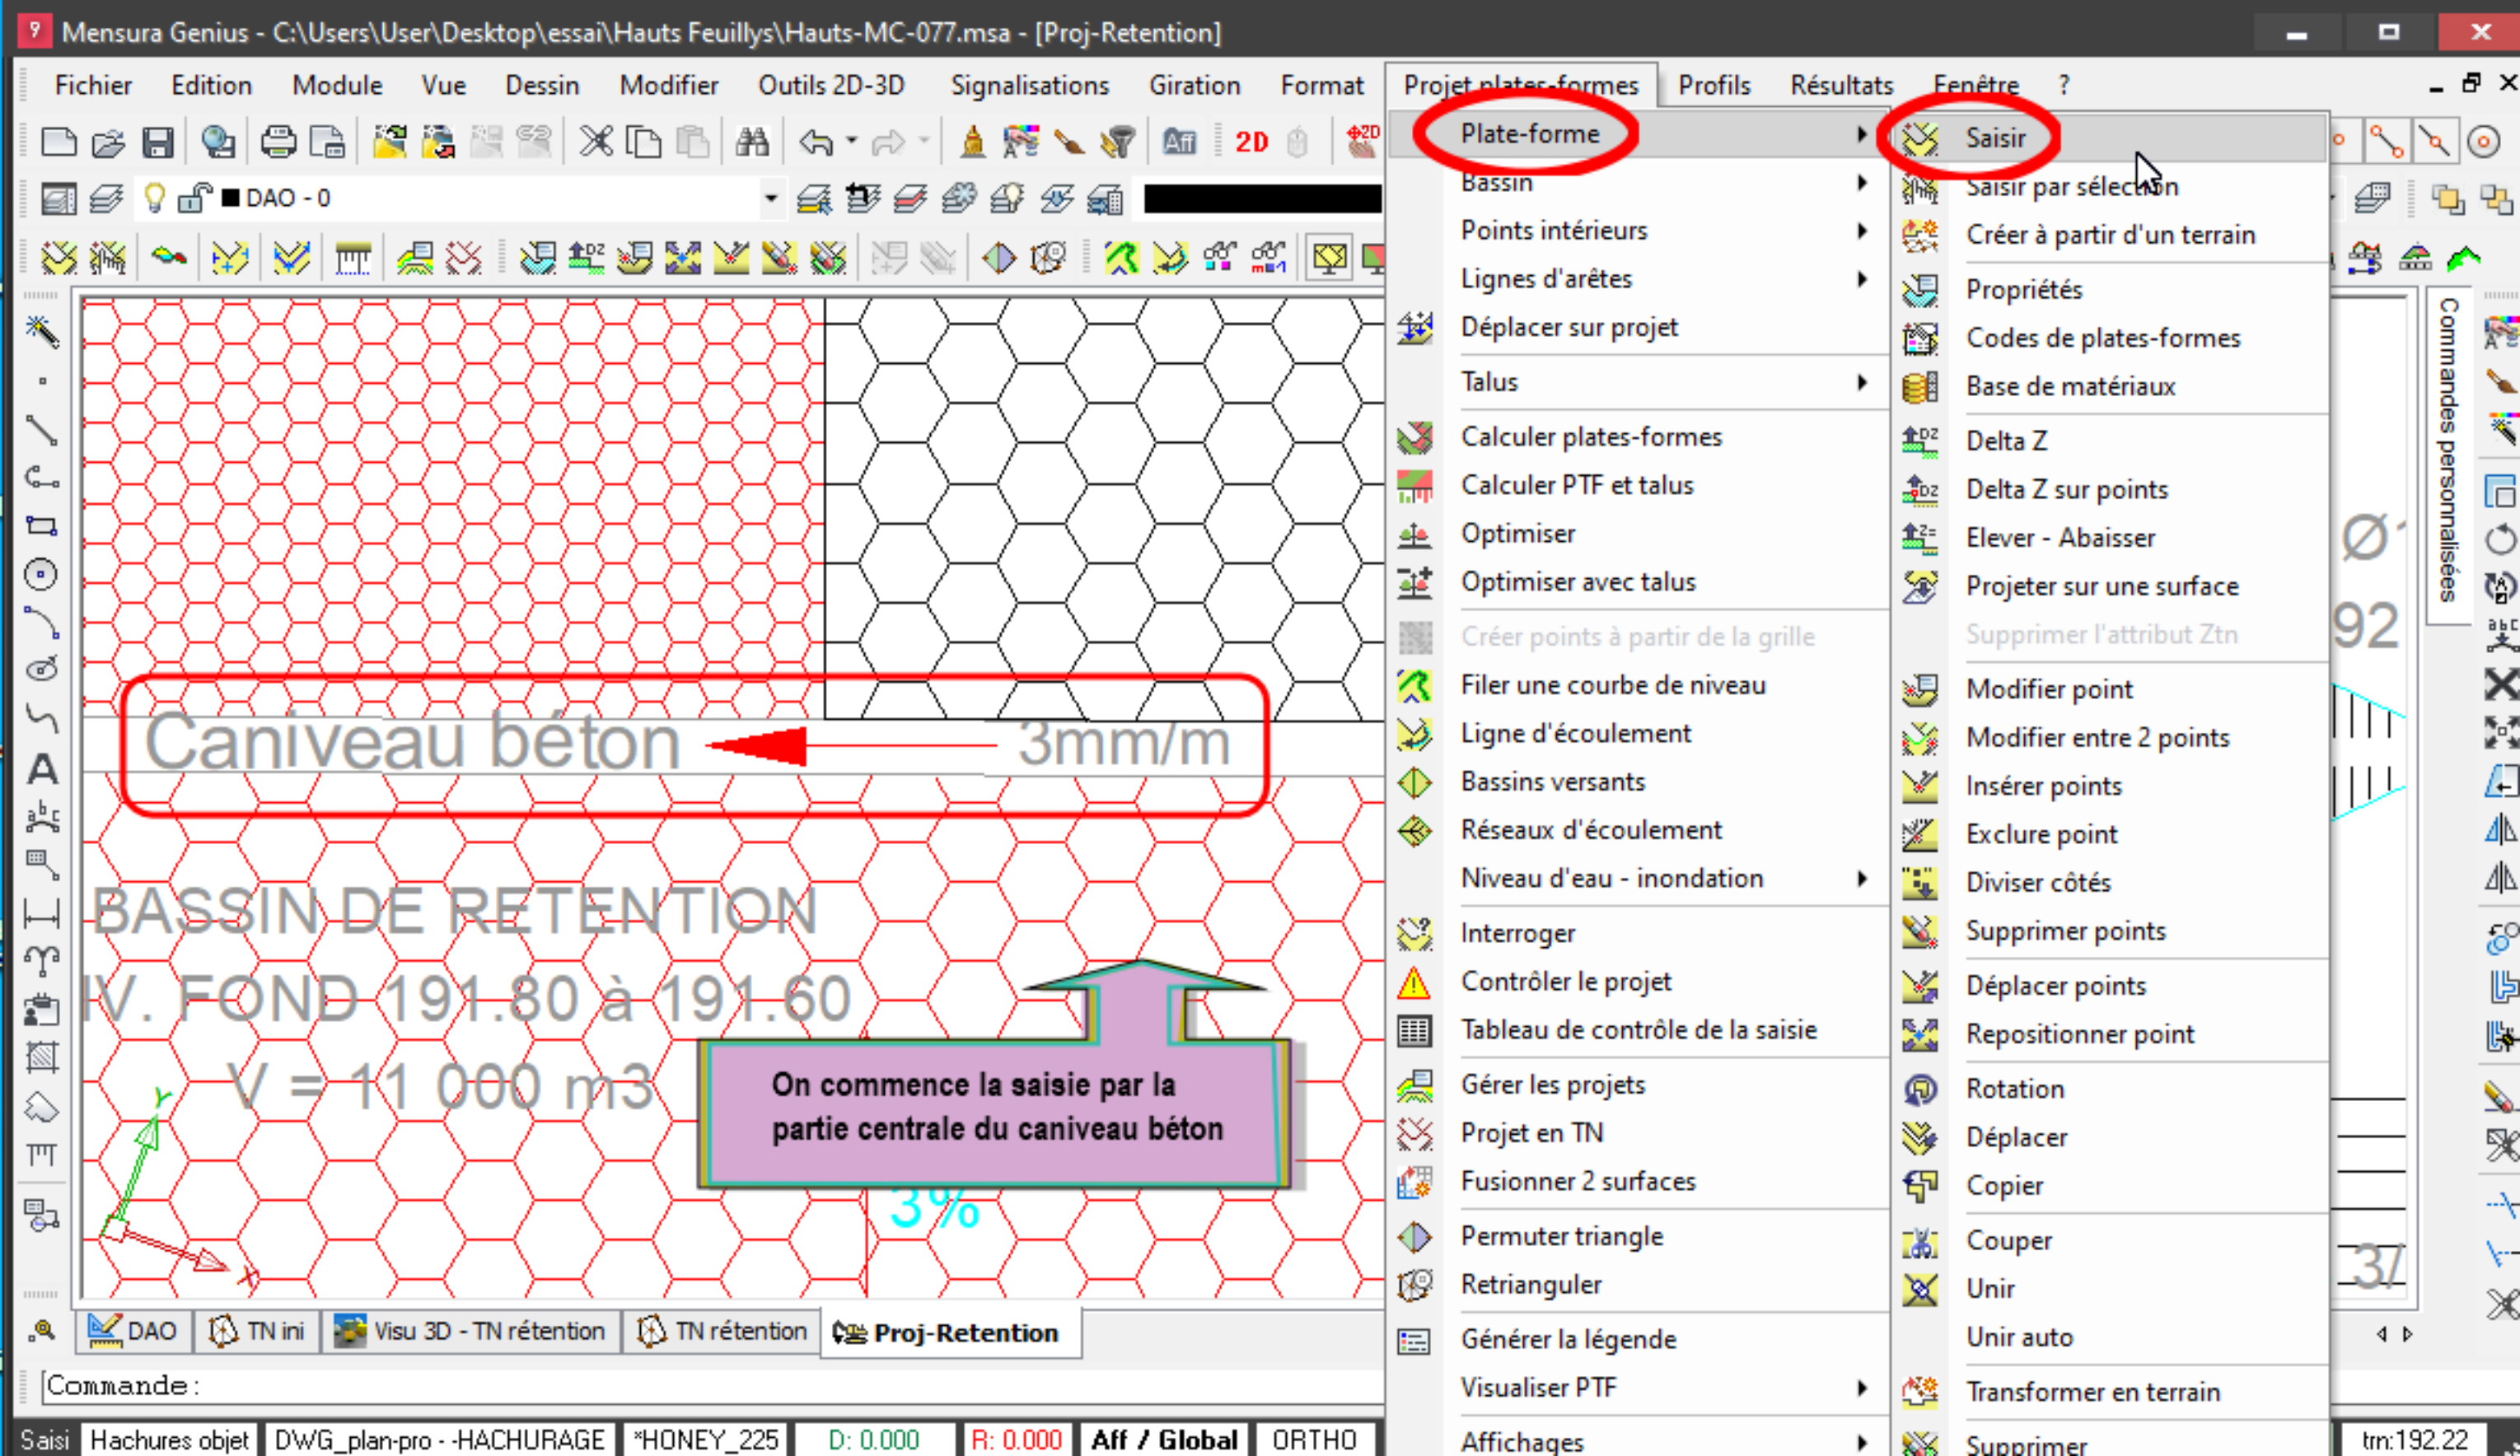 Mensura Genius - C:\Users\User\Desktop\essai\Hauts Feuillys\Hauts-MC-077.msa - [Proj-Retention]
Fichier Edition Module Vue Dessin Modifier Outils 2D-3D Signalisations Giration Format Projet plates-formes Profils Résultats Fenêtre ?
Aff 2D
DAO - 0
Plate-forme
Bassin
Points intérieurs
Lignes d'arêtes
Déplacer sur projet
Talus
Calculer plates-formes
Calculer PTF et talus
Optimiser
Optimiser avec talus
Créer points à partir de la grille
Filer une courbe de niveau
Ligne d'écoulement
Bassins versants
Réseaux d'écoulement
Niveau d'eau - inondation
Interroger
Contrôler le projet
Tableau de contrôle de la saisie
Gérer les projets
Projet en TN
Fusionner 2 surfaces
Permuter triangle
Retrianguler
Générer la légende
Visualiser PTF
Affichages
Saisir
Saisir par sélection
Créer à partir d'un terrain
Propriétés
Codes de plates-formes
Base de matériaux
Delta Z
Delta Z sur points
Elever - Abaisser
Projeter sur une surface
Supprimer l'attribut Ztn
Modifier point
Modifier entre 2 points
Insérer points
Exclure point
Diviser côtés
Supprimer points
Déplacer points
Repositionner point
Rotation
Déplacer
Copier
Couper
Unir
Unir auto
Transformer en terrain
Supprimer
Commandes personnalisées
Caniveau béton 3mm/m
BASSIN DE RETENTION
IV. FOND 191.80 à 191.60
V = 11 000 m3
On commence la saisie par la
partie centrale du caniveau béton
3%
Y
X
92
3/
DAO TN ini Visu 3D - TN rétention TN rétention Proj-Retention
Commande:
Saisi Hachures objet DWG_plan-pro - -HACHURAGE *HONEY_225 D: 0.000 R: 0.000 Aff / Global ORTHO trn:192.22